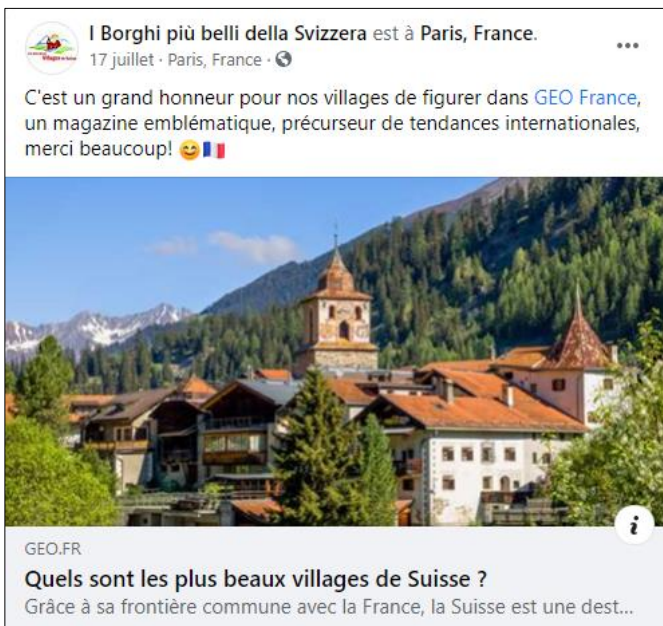 I Borghi più belli della Svizzera est à Paris, France.
17 juillet · Paris, France ·
C'est un grand honneur pour nos villages de figurer dans GEO France,
un magazine emblématique, précurseur de tendances internationales,
merci beaucoup! 😊🇫🇷
GEO.FR
Quels sont les plus beaux villages de Suisse ?
Grâce à sa frontière commune avec la France, la Suisse est une dest...